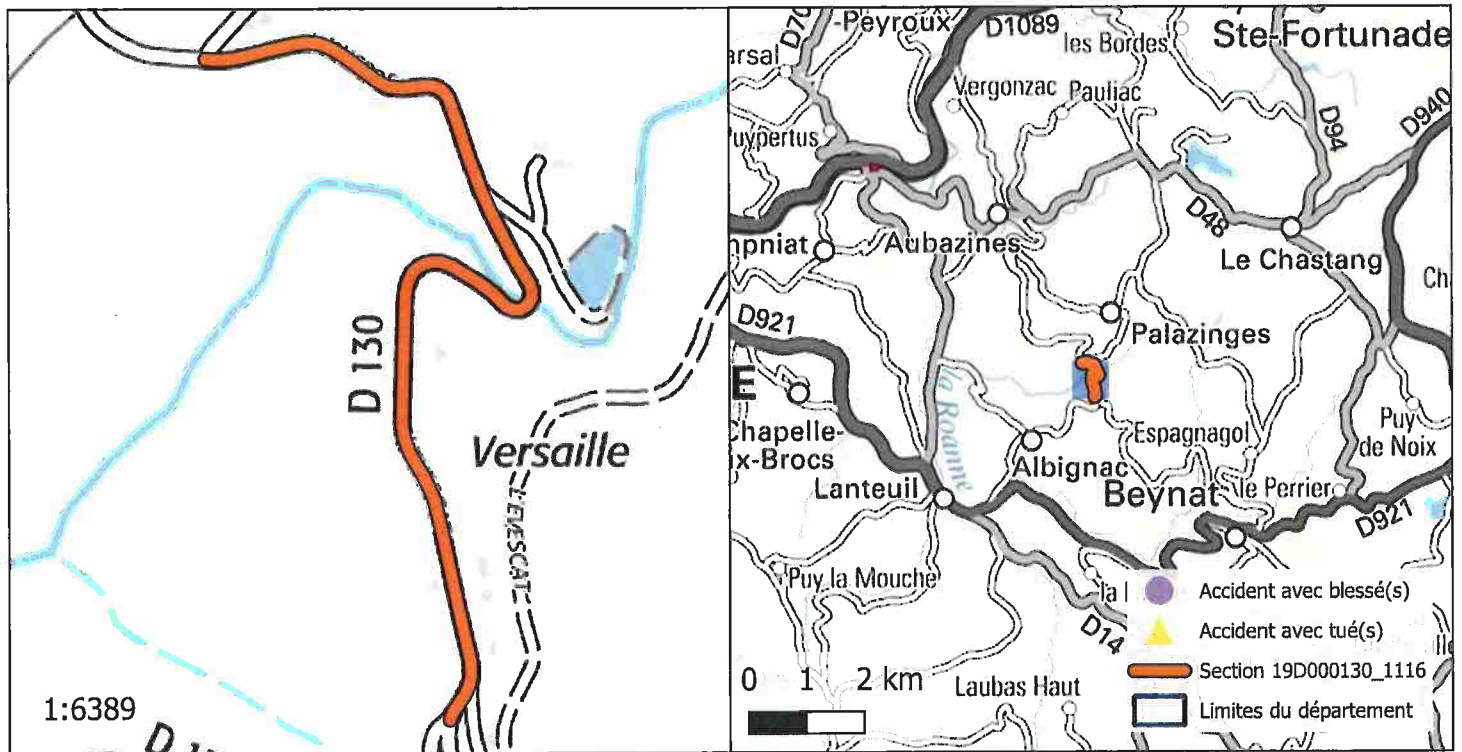 D 130
Versaille
L'EVESCAT
1:6389
-Peyroux
D1089
les Bordes
Ste-Fortunade
Vergonzac
Pauliac
D94
D940
D48
Aubazines
Le Chastang
D921
Palazinges
E
la Roanne
Chapelle-
Espagnagol
Puy
de Noix
Albignac
Lanteuil
Beynat
le Perrier
D921
Puy la Mouche
D14
Accident avec blessé(s)
Accident avec tué(s)
0 1 2 km
Laubas Haut
Section 19D000130_1116
Limites du département